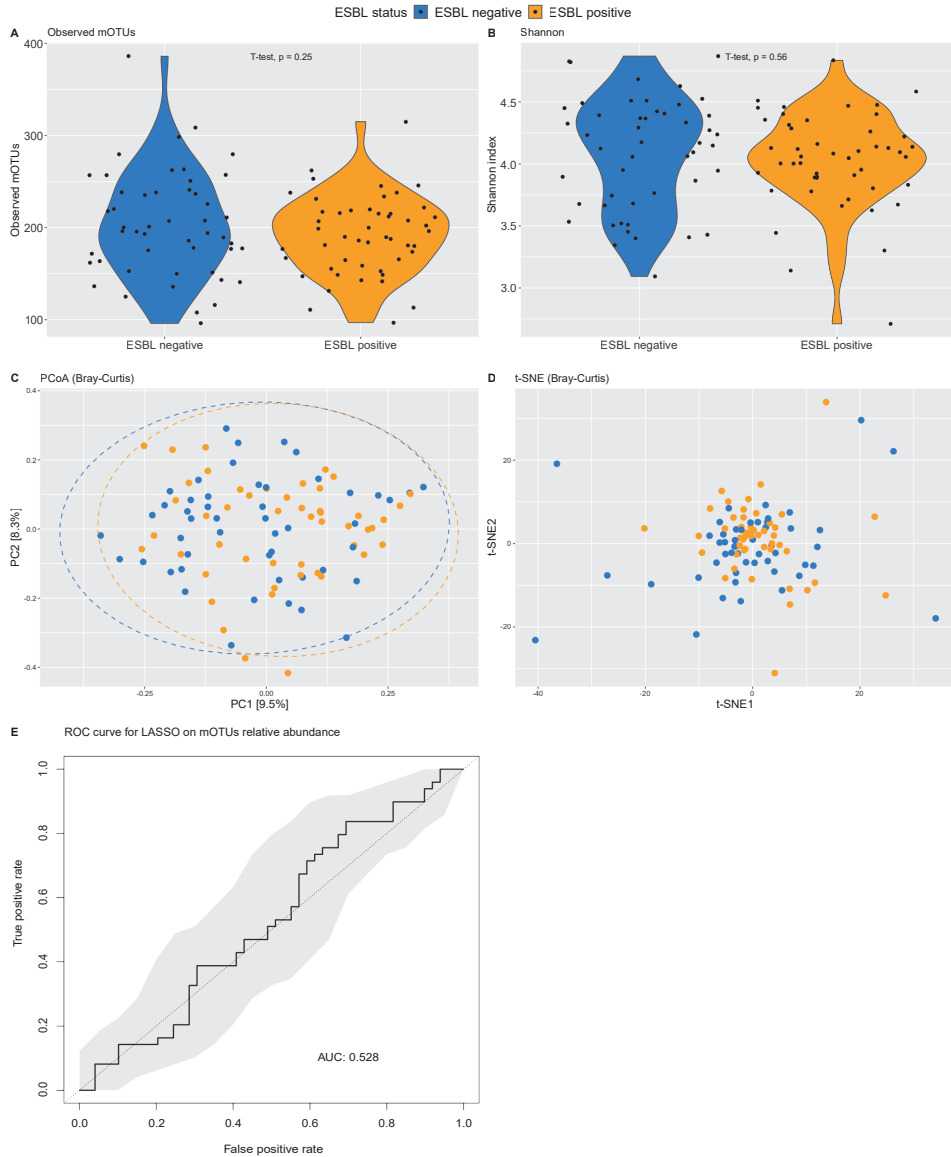 ESBL status ESBL negative ESBL positive
A Observed mOTUs
T-test, p = 0.25
400
300
200
100
Observed mOTUs
ESBL negative ESBL positive
B Shannon
T-test, p = 0.56
4.5
4.0
3.5
3.0
Shannon index
ESBL negative ESBL positive
C PCoA (Bray-Curtis)
0.4
0.2
0.0
-0.2
-0.4
PC2 [8.3%]
-0.25 0.00 0.25
PC1 [9.5%]
D t-SNE (Bray-Curtis)
20
0
-20
t-SNE2
-40 -20 0 20
t-SNE1
E ROC curve for LASSO on mOTUs relative abundance
1.0
0.8
0.6
0.4
0.2
0.0
True positive rate
AUC: 0.528
0.0 0.2 0.4 0.6 0.8 1.0
False positive rate